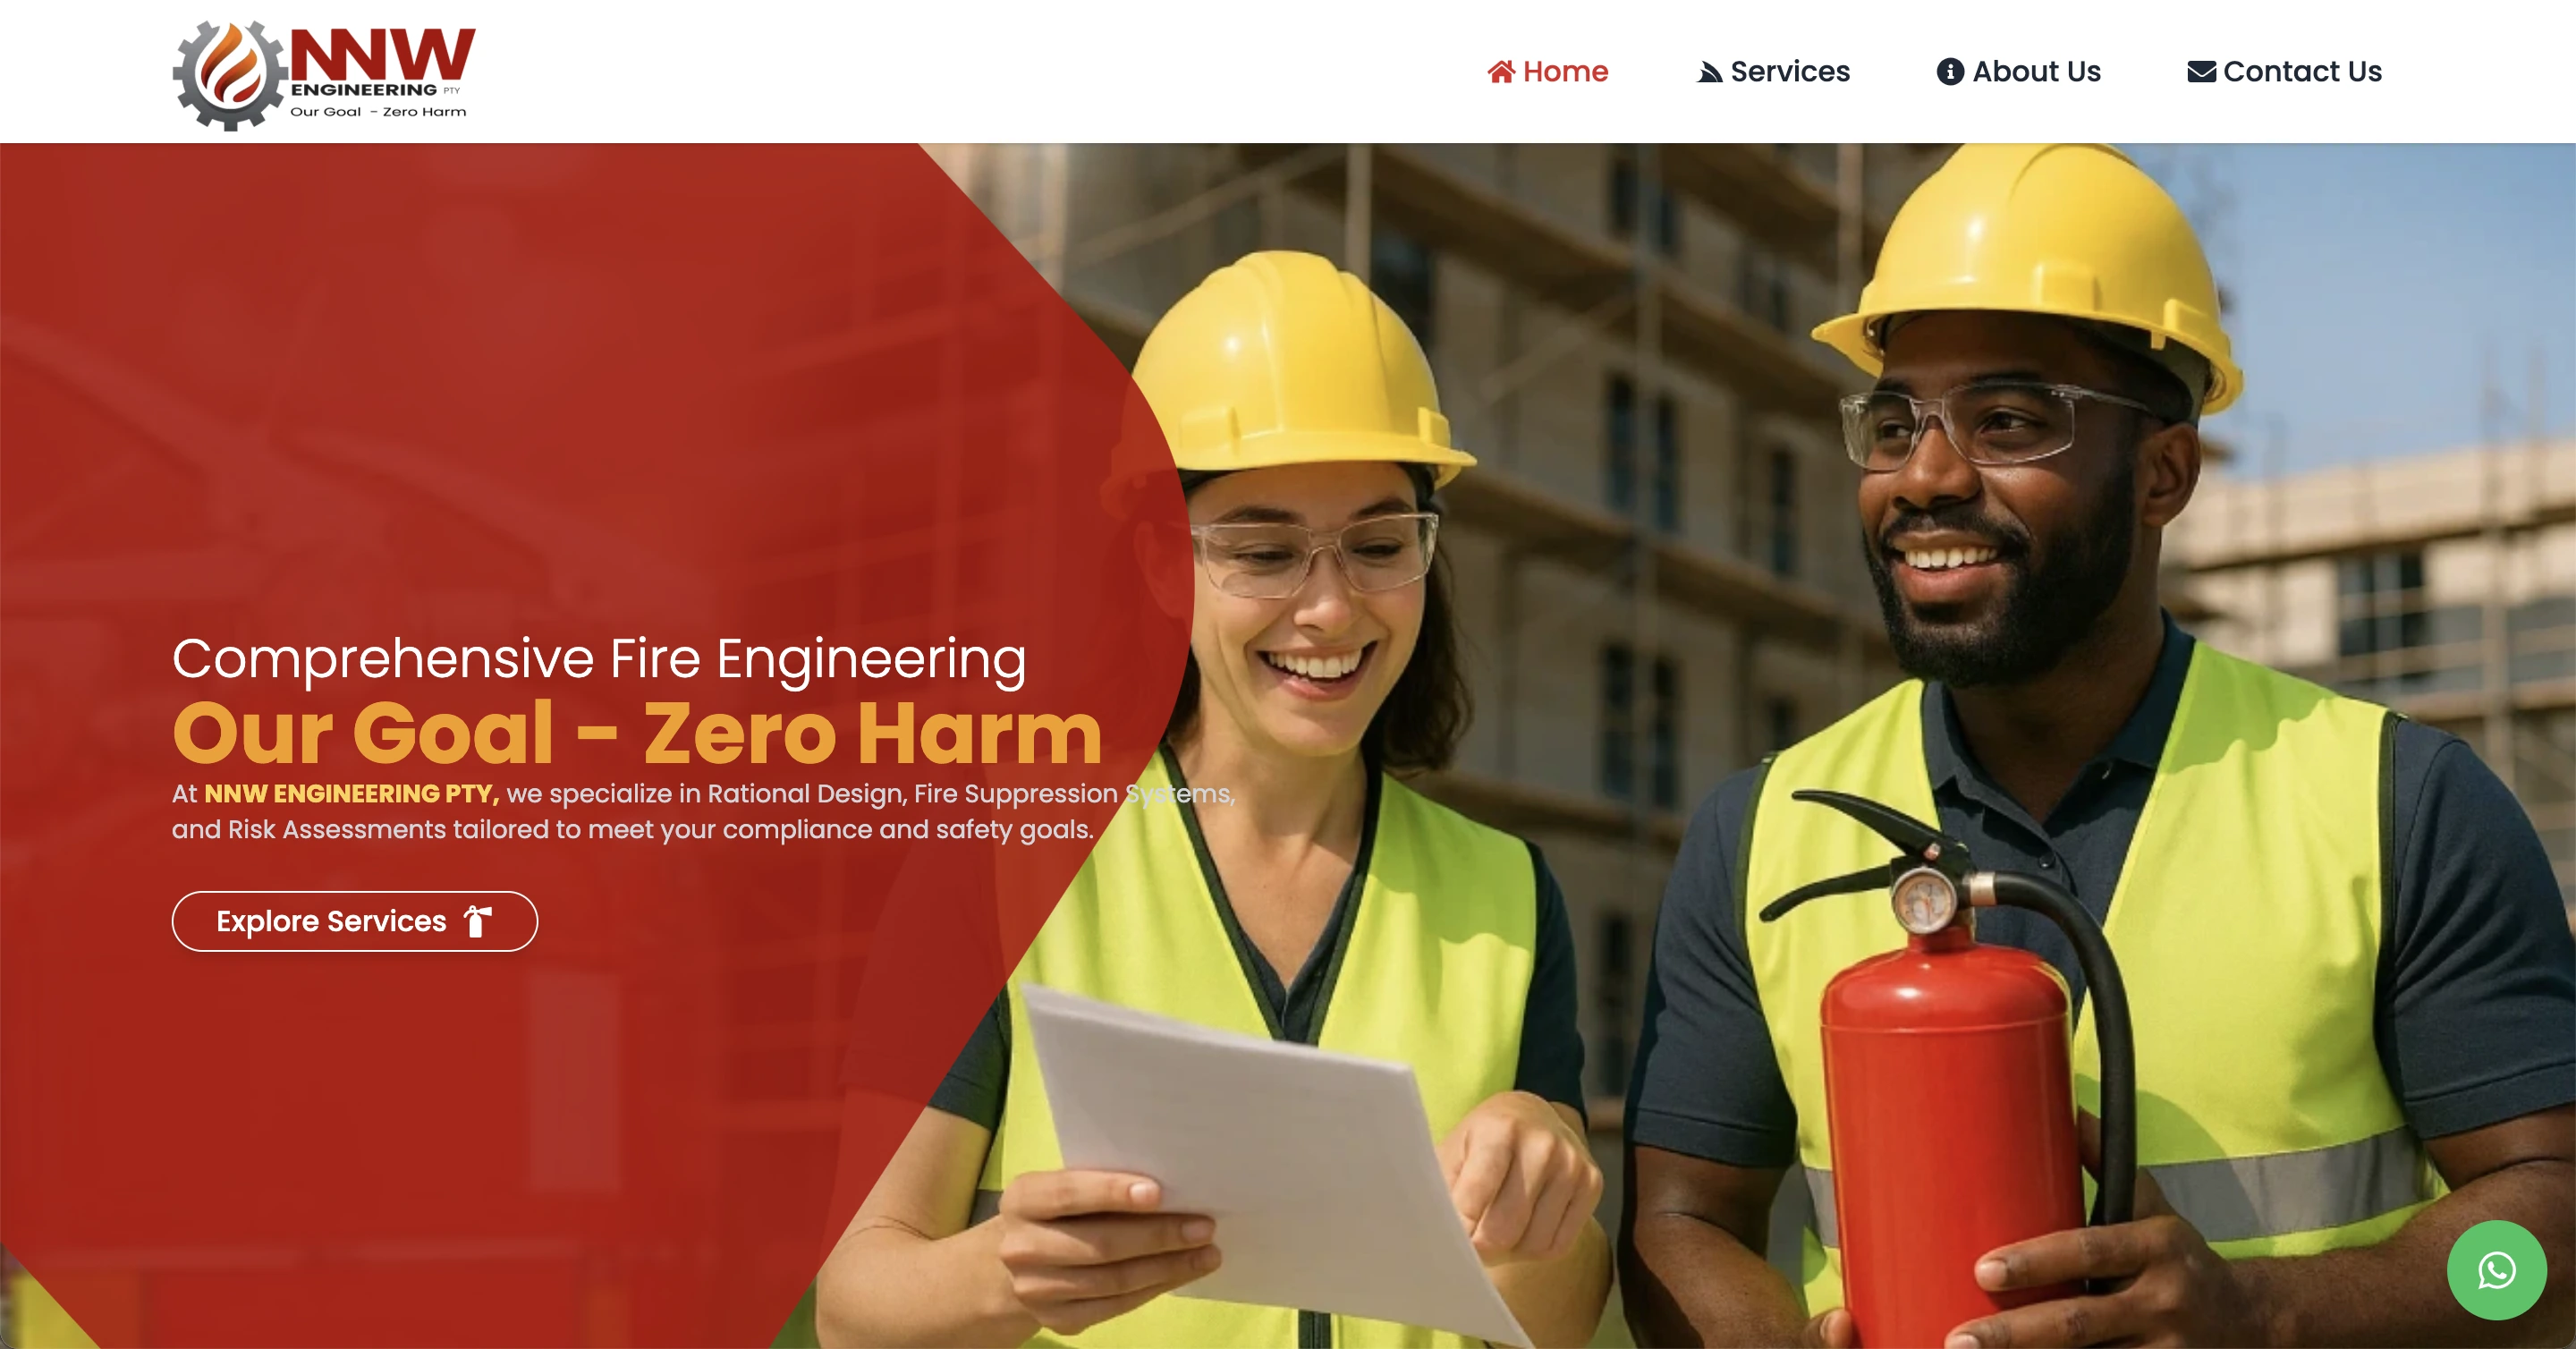 NNW
ENGINEERING PTY
Our Goal - Zero Harm
Home
Services
About Us
Contact Us
Comprehensive Fire Engineering
Our Goal - Zero Harm
At NNW ENGINEERING PTY, we specialize in Rational Design, Fire Suppression Systems,
and Risk Assessments tailored to meet your compliance and safety goals.
Explore Services